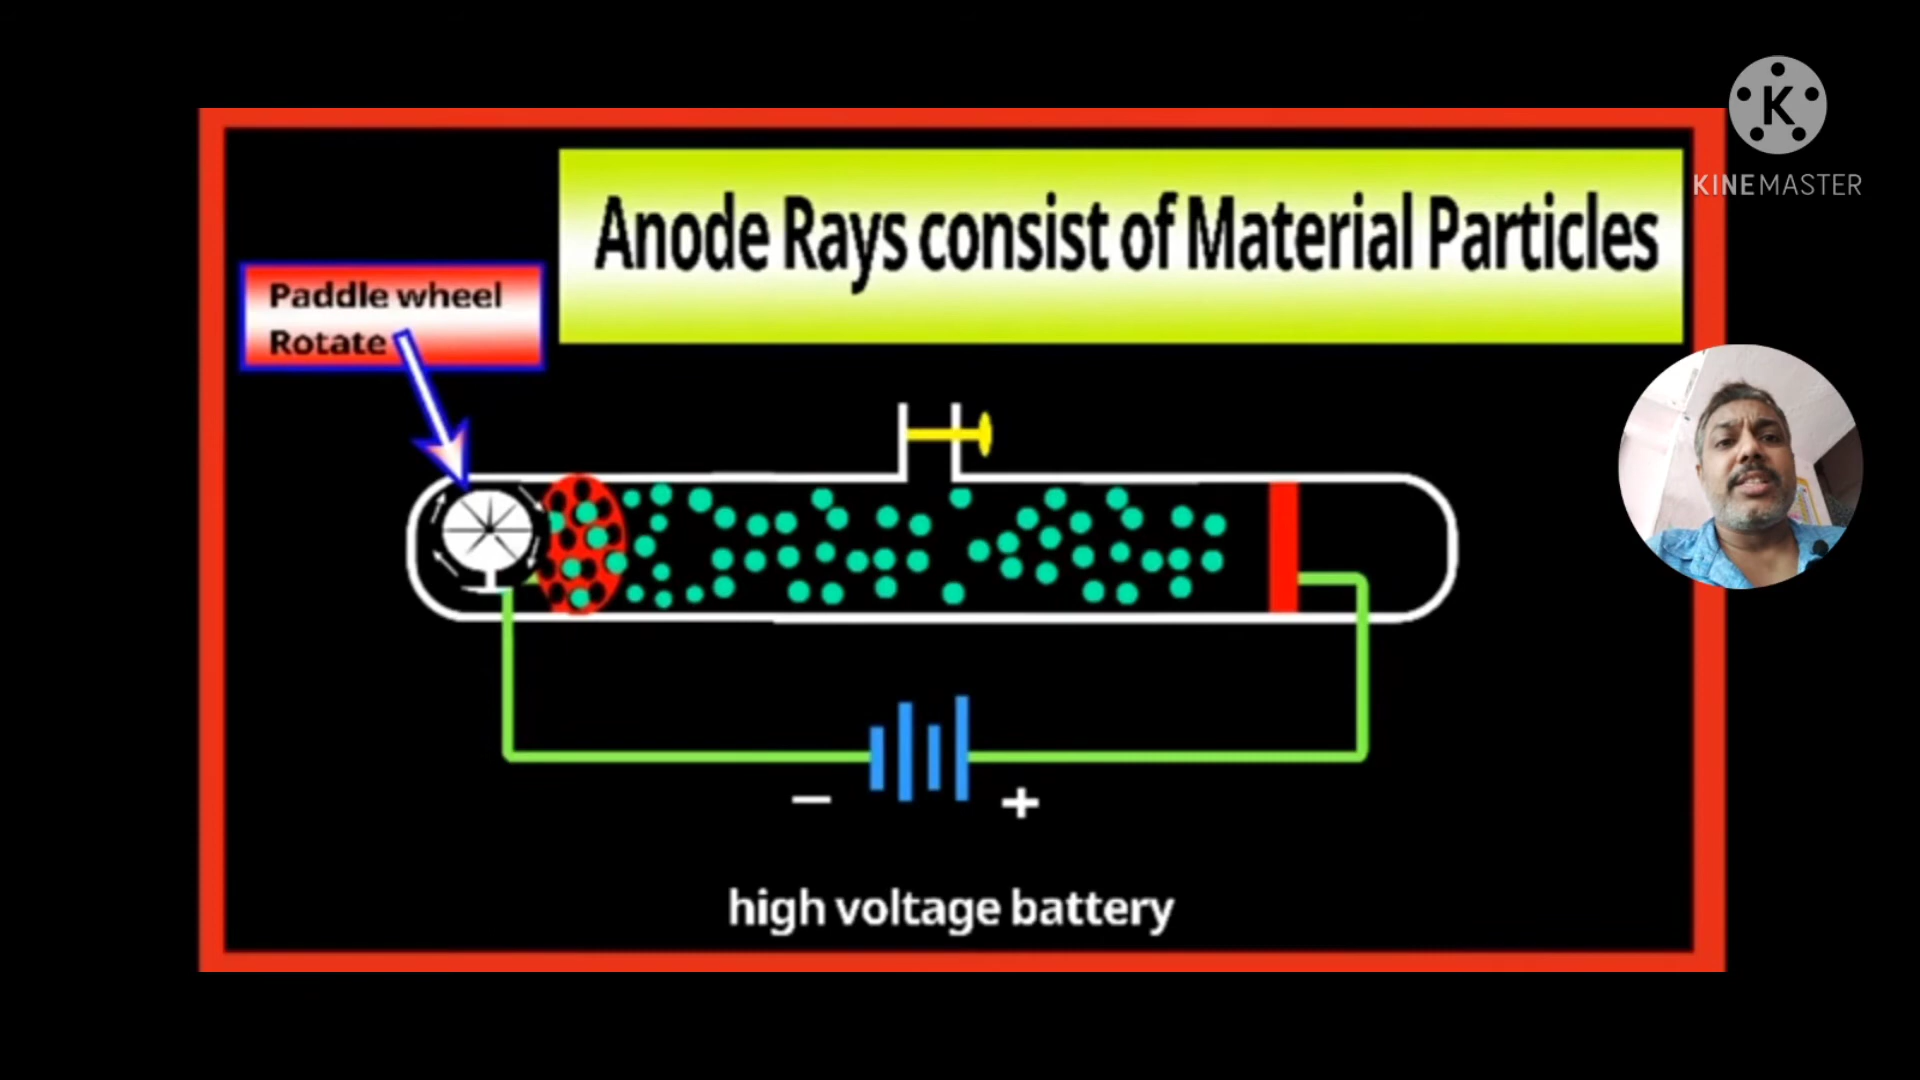 K
KINEMASTER
Anode Rays consist of Material Particles
Paddle wheel
Rotate
− +
high voltage battery